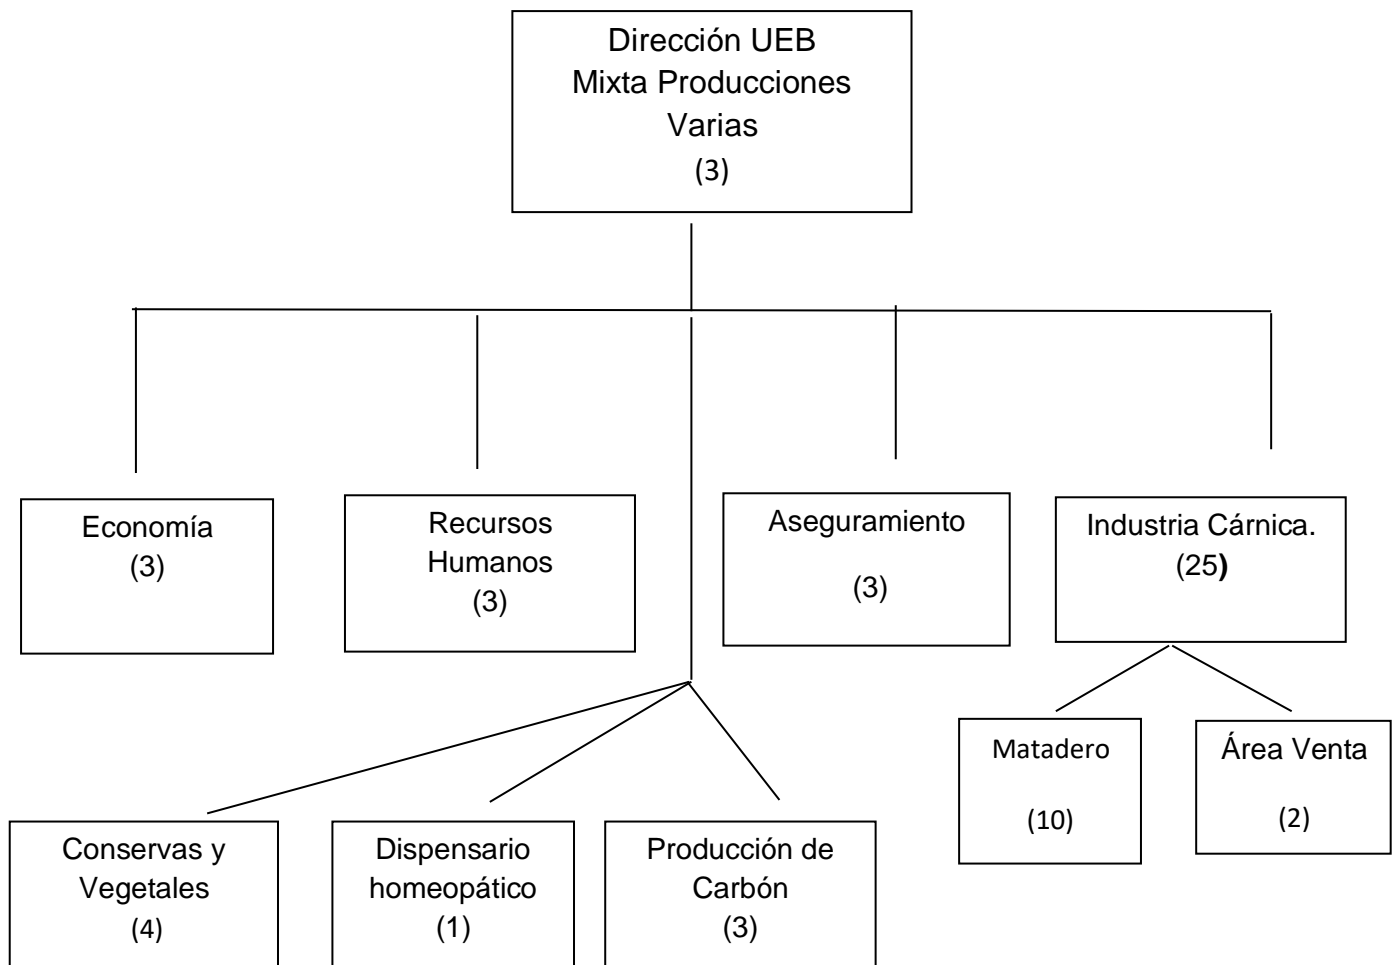 Dirección UEB
Mixta Producciones
Varias
(3)
Economía
(3)
Recursos
Humanos
(3)
Aseguramiento
(3)
Industria Cárnica.
(25)
Matadero
(10)
Área Venta
(2)
Conservas y
Vegetales
(4)
Dispensario
homeopático
(1)
Producción de
Carbón
(3)